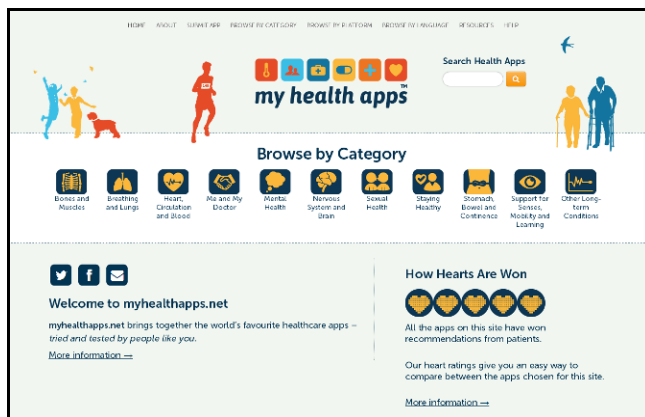 HOME ABOUT SUBMIT APP BROWSE BY CATEGORY BROWSE BY PLATFORM BROWSE BY LANGUAGE RESOURCES HELP
my health apps™
Search Health Apps
Browse by Category
Bones and Muscles
Breathing and Lungs
Heart, Circulation and Blood
Me and My Doctor
Mental Health
Nervous System and Brain
Sexual Health
Staying Healthy
Stomach, Bowel and Continence
Support for Senses, Mobility and Learning
Other Long-term Conditions
Welcome to myhealthapps.net
myhealthapps.net brings together the world's favourite healthcare apps –
tried and tested by people like you.
More information →
How Hearts Are Won
All the apps on this site have won
recommendations from patients.
Our heart ratings give you an easy way to
compare between the apps chosen for this site.
More information →